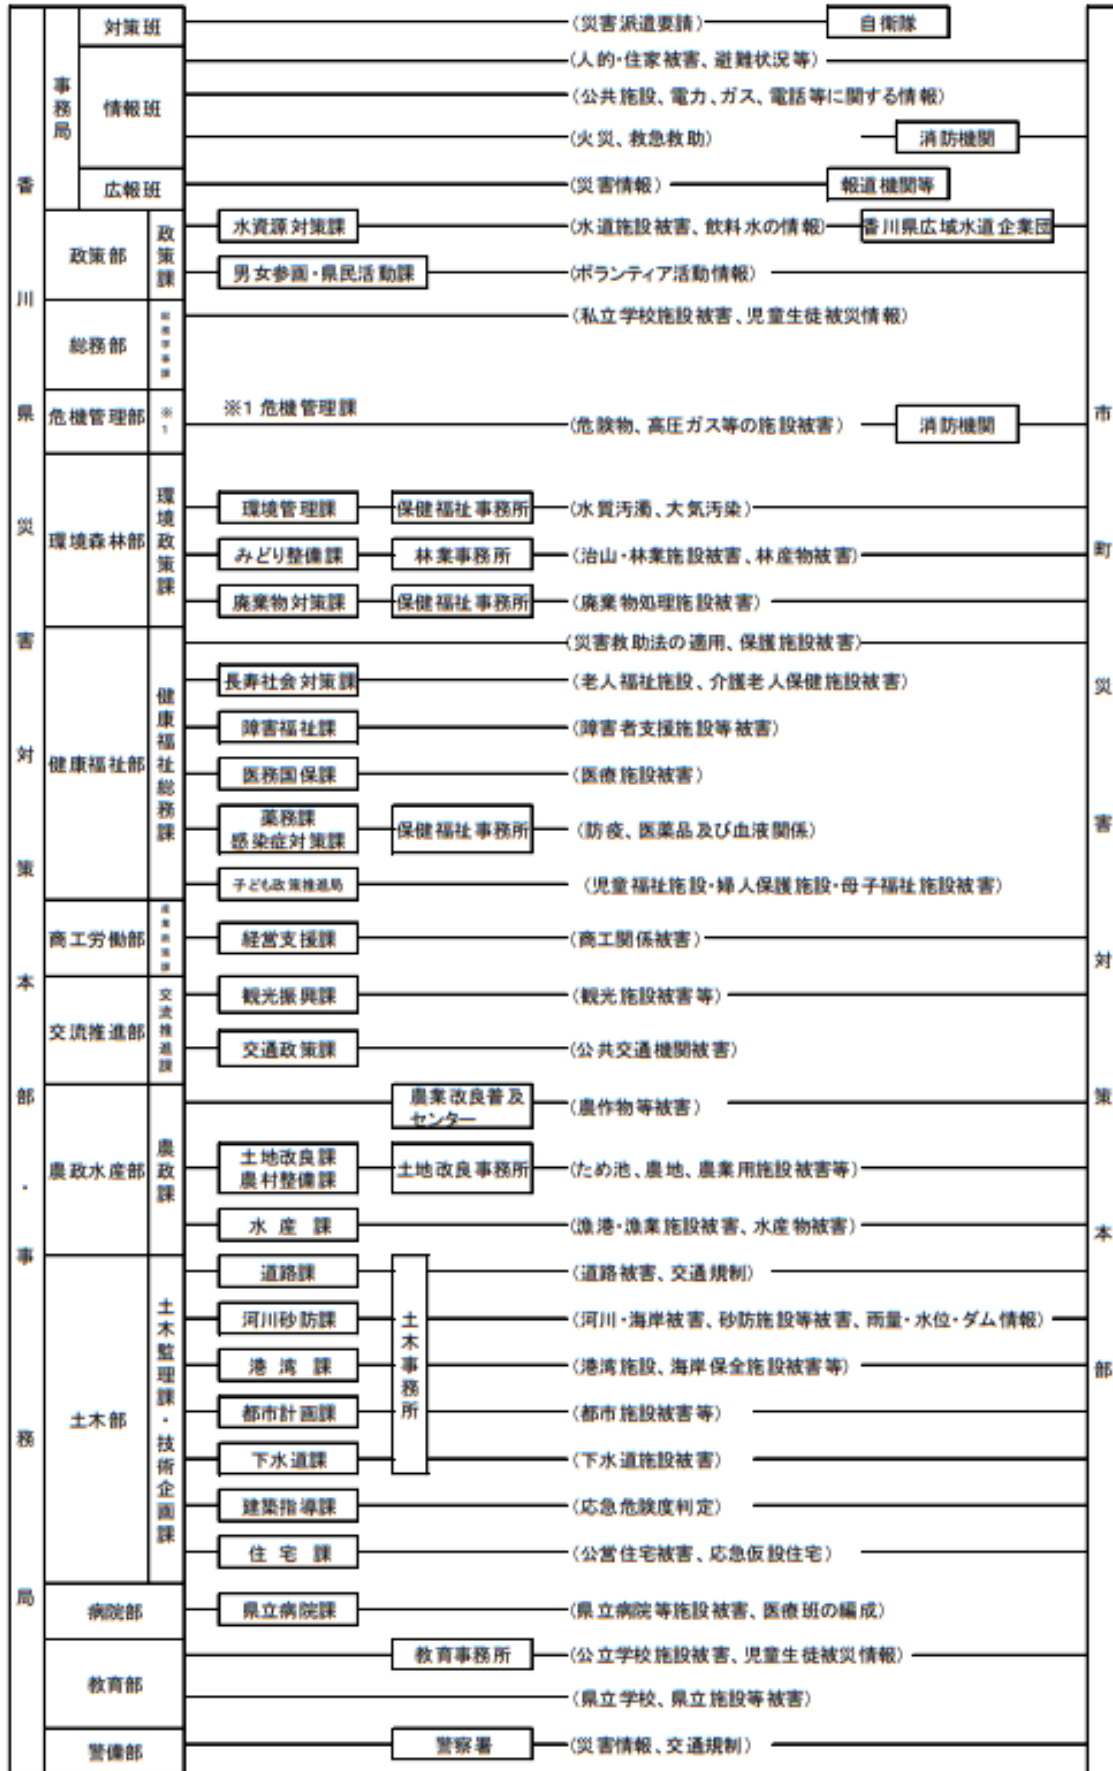 香川県災害対策本部・事務局
事務局
対策班
(災害派遣要請)
自衛隊
情報班
(人的・住家被害、避難状況等)
(公共施設、電力、ガス、電話等に関する情報)
(火災、救急救助)
消防機関
広報班
(災害情報)
報道機関等
政策部
政策課
水資源対策課
(水道施設被害、飲料水の情報)
香川県広域水道企業団
男女参画・県民活動課
(ボランティア活動情報)
総務部
総務学事課
(私立学校施設被害、児童生徒被災情報)
危機管理部
※1
※1 危機管理課
(危険物、高圧ガス等の施設被害)
消防機関
環境森林部
環境政策課
環境管理課
保健福祉事務所
(水質汚濁、大気汚染)
みどり整備課
林業事務所
(治山・林業施設被害、林産物被害)
廃棄物対策課
保健福祉事務所
(廃棄物処理施設被害)
健康福祉部
健康福祉総務課
(災害救助法の適用、保護施設被害)
長寿社会対策課
(老人福祉施設、介護老人保健施設被害)
障害福祉課
(障害者支援施設等被害)
医務国保課
(医療施設被害)
薬務課
感染症対策課
保健福祉事務所
(防疫、医薬品及び血液関係)
子ども政策推進局
(児童福祉施設・婦人保護施設・母子福祉施設被害)
商工労働部
産業政策課
経営支援課
(商工関係被害)
交流推進部
交流推進課
観光振興課
(観光施設被害等)
交通政策課
(公共交通機関被害)
農政水産部
農政課
農業改良普及
センター
(農作物等被害)
土地改良課
農村整備課
土地改良事務所
(ため池、農地、農業用施設被害等)
水産課
(漁港・漁業施設被害、水産物被害)
土木部
土木監理課・技術企画課
土木事務所
道路課
(道路被害、交通規制)
河川砂防課
(河川・海岸被害、砂防施設等被害、雨量・水位・ダム情報)
港湾課
(港湾施設、海岸保全施設被害等)
都市計画課
(都市施設被害等)
下水道課
(下水道施設被害)
建築指導課
(応急危険度判定)
住宅課
(公営住宅被害、応急仮設住宅)
病院部
県立病院課
(県立病院等施設被害、医療班の編成)
教育部
教育事務所
(公立学校施設被害、児童生徒被災情報)
(県立学校、県立施設等被害)
警備部
警察署
(災害情報、交通規制)
市町災害対策本部